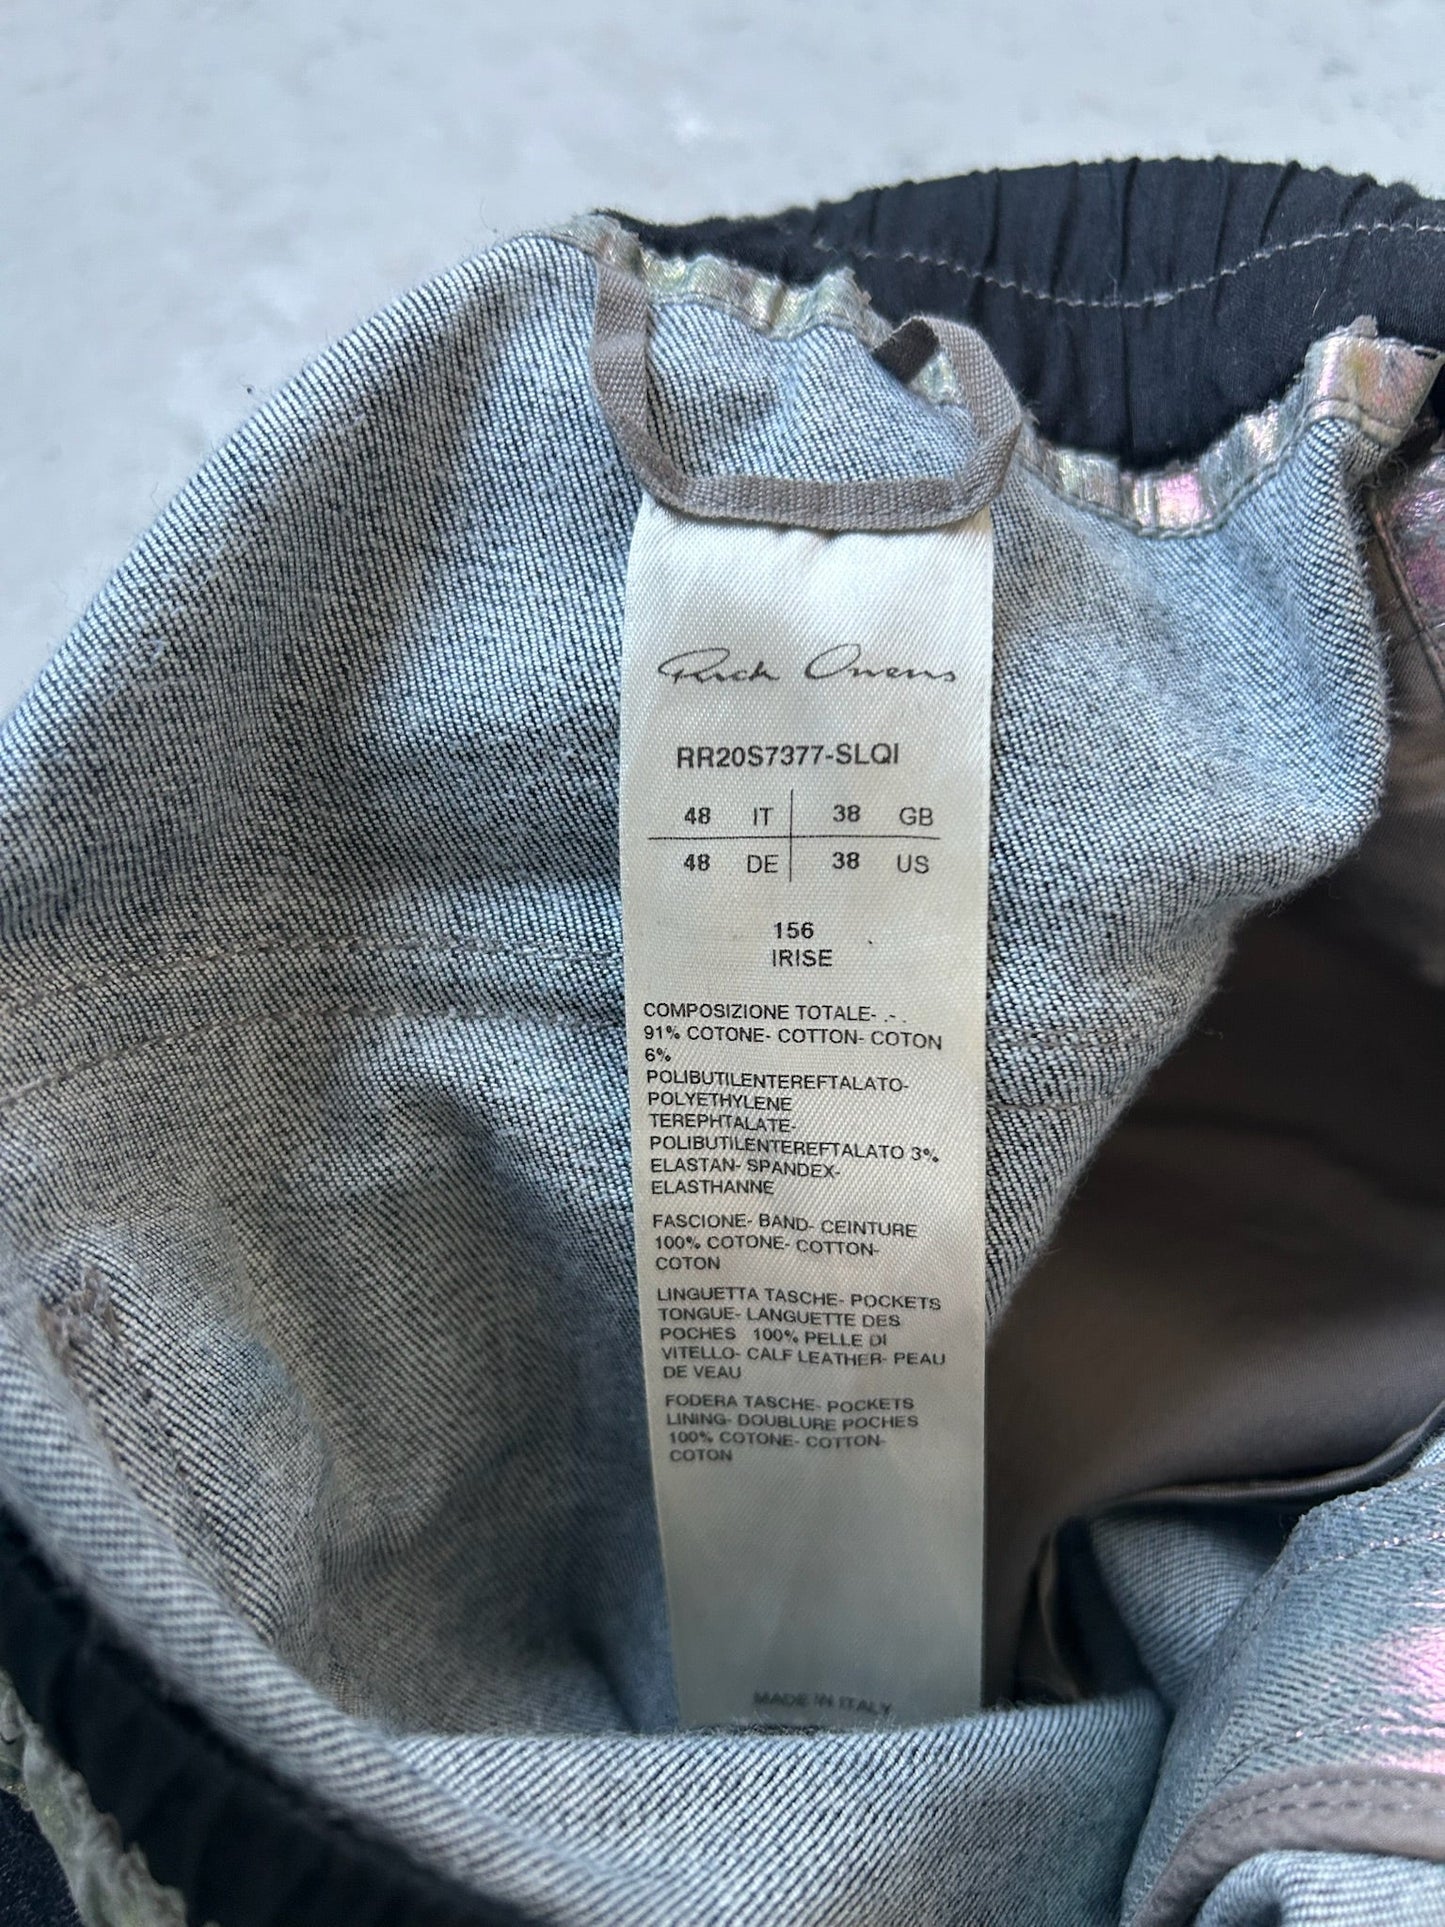 Rick Owens
RR20S7377-SLQI
48 IT 38 GB
48 DE 38 US
156
IRISE
COMPOSIZIONE TOTALE- .- .
91% COTONE- COTTON- COTON
6%
POLIBUTILENTEREFTALATO-
POLYETHYLENE
TEREPHTALATE-
POLIBUTILENTEREFTALATO 3%
ELASTAN- SPANDEX-
ELASTHANNE
FASCIONE- BAND- CEINTURE
100% COTONE- COTTON-
COTON
LINGUETTA TASCHE- POCKETS
TONGUE- LANGUETTE DES
POCHES 100% PELLE DI
VITELLO- CALF LEATHER- PEAU
DE VEAU
FODERA TASCHE- POCKETS
LINING- DOUBLURE POCHES
100% COTONE- COTTON-
COTON
MADE IN ITALY